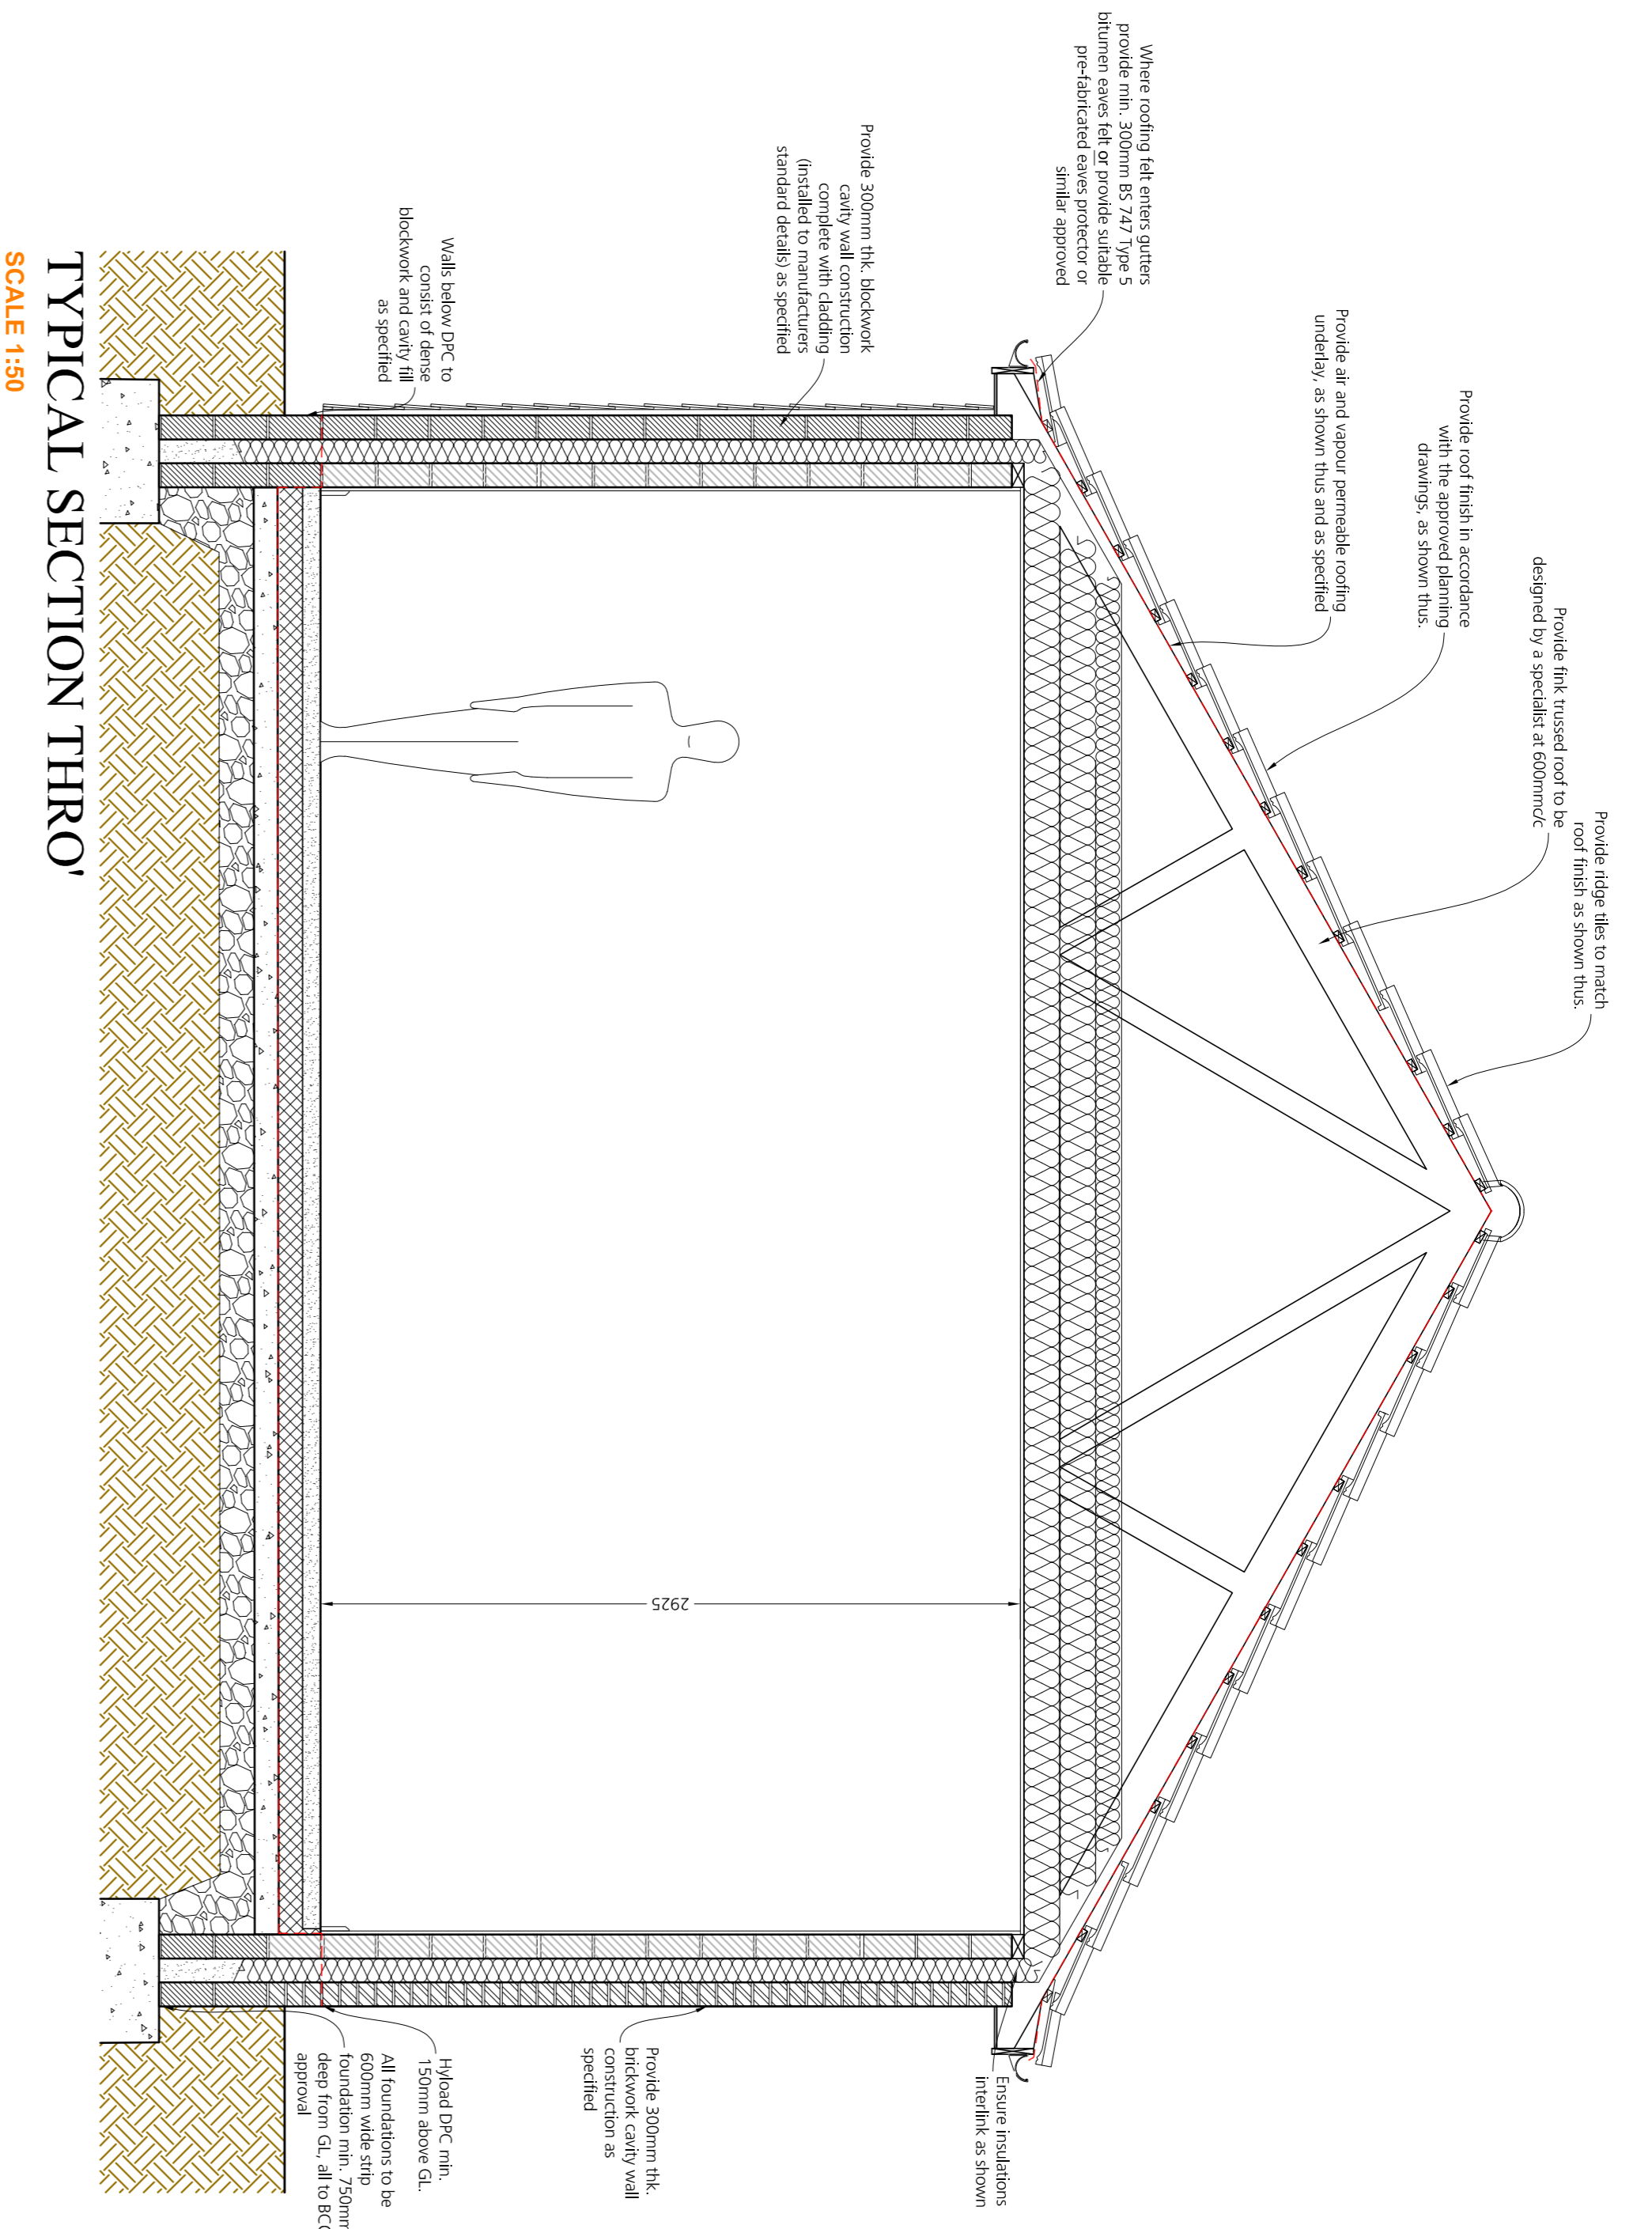 Provide ridge tiles to match
roof finish as shown thus.
Provide fink trussed roof to be
designed by a specialist at 600mmc/c
Provide roof finish in accordance
with the approved planning
drawings, as shown thus.
Provide air and vapour permeable roofing
underlay, as shown thus and as specified
Where roofing felt enters gutters
provide min. 300mm BS 747 Type 5
bitumen eaves felt or provide suitable
pre-fabricated eaves protector or
similar approved
Provide 300mm thk. blockwork
cavity wall construction
complete with cladding
(installed to manufacturers
standard details) as specified
Walls below DPC to
consist of dense
blockwork and cavity fill
as specified
2925
Ensure insulations
interlink as shown
Provide 300mm thk.
brickwork cavity wall
construction as
specified
Hyload DPC min.
150mm above GL.
All foundations to be
600mm wide strip
foundation min. 750mm
deep from GL, all to BCO
approval
TYPICAL SECTION THRO'
SCALE 1:50